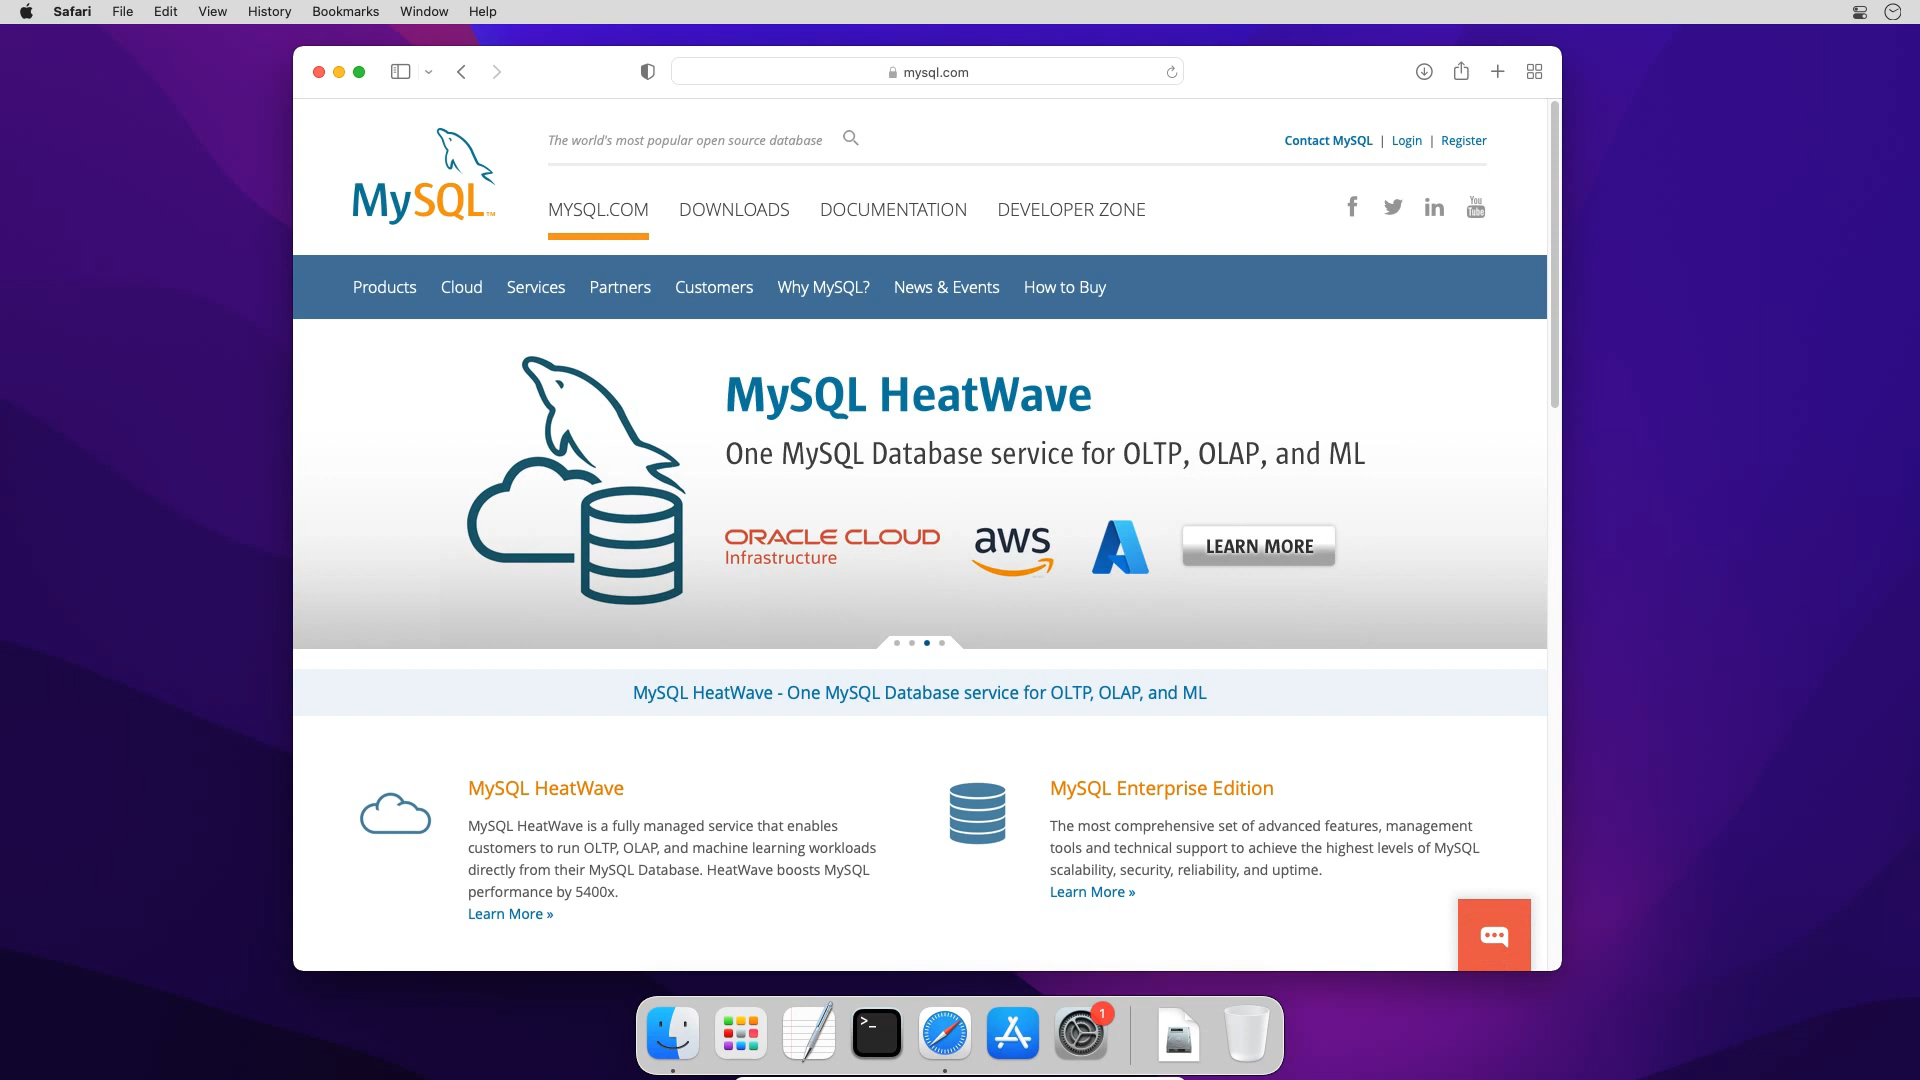 Safari File Edit View History Bookmarks Window Help
mysql.com
The world's most popular open source database
Contact MySQL | Login | Register
MySQL™
MYSQL.COM DOWNLOADS DOCUMENTATION DEVELOPER ZONE
You Tube
Products Cloud Services Partners Customers Why MySQL? News & Events How to Buy
MySQL HeatWave
One MySQL Database service for OLTP, OLAP, and ML
ORACLE CLOUD
Infrastructure
aws
LEARN MORE
MySQL HeatWave - One MySQL Database service for OLTP, OLAP, and ML
MySQL HeatWave
MySQL HeatWave is a fully managed service that enables
customers to run OLTP, OLAP, and machine learning workloads
directly from their MySQL Database. HeatWave boosts MySQL
performance by 5400x.
Learn More »
MySQL Enterprise Edition
The most comprehensive set of advanced features, management
tools and technical support to achieve the highest levels of MySQL
scalability, security, reliability, and uptime.
Learn More »
1